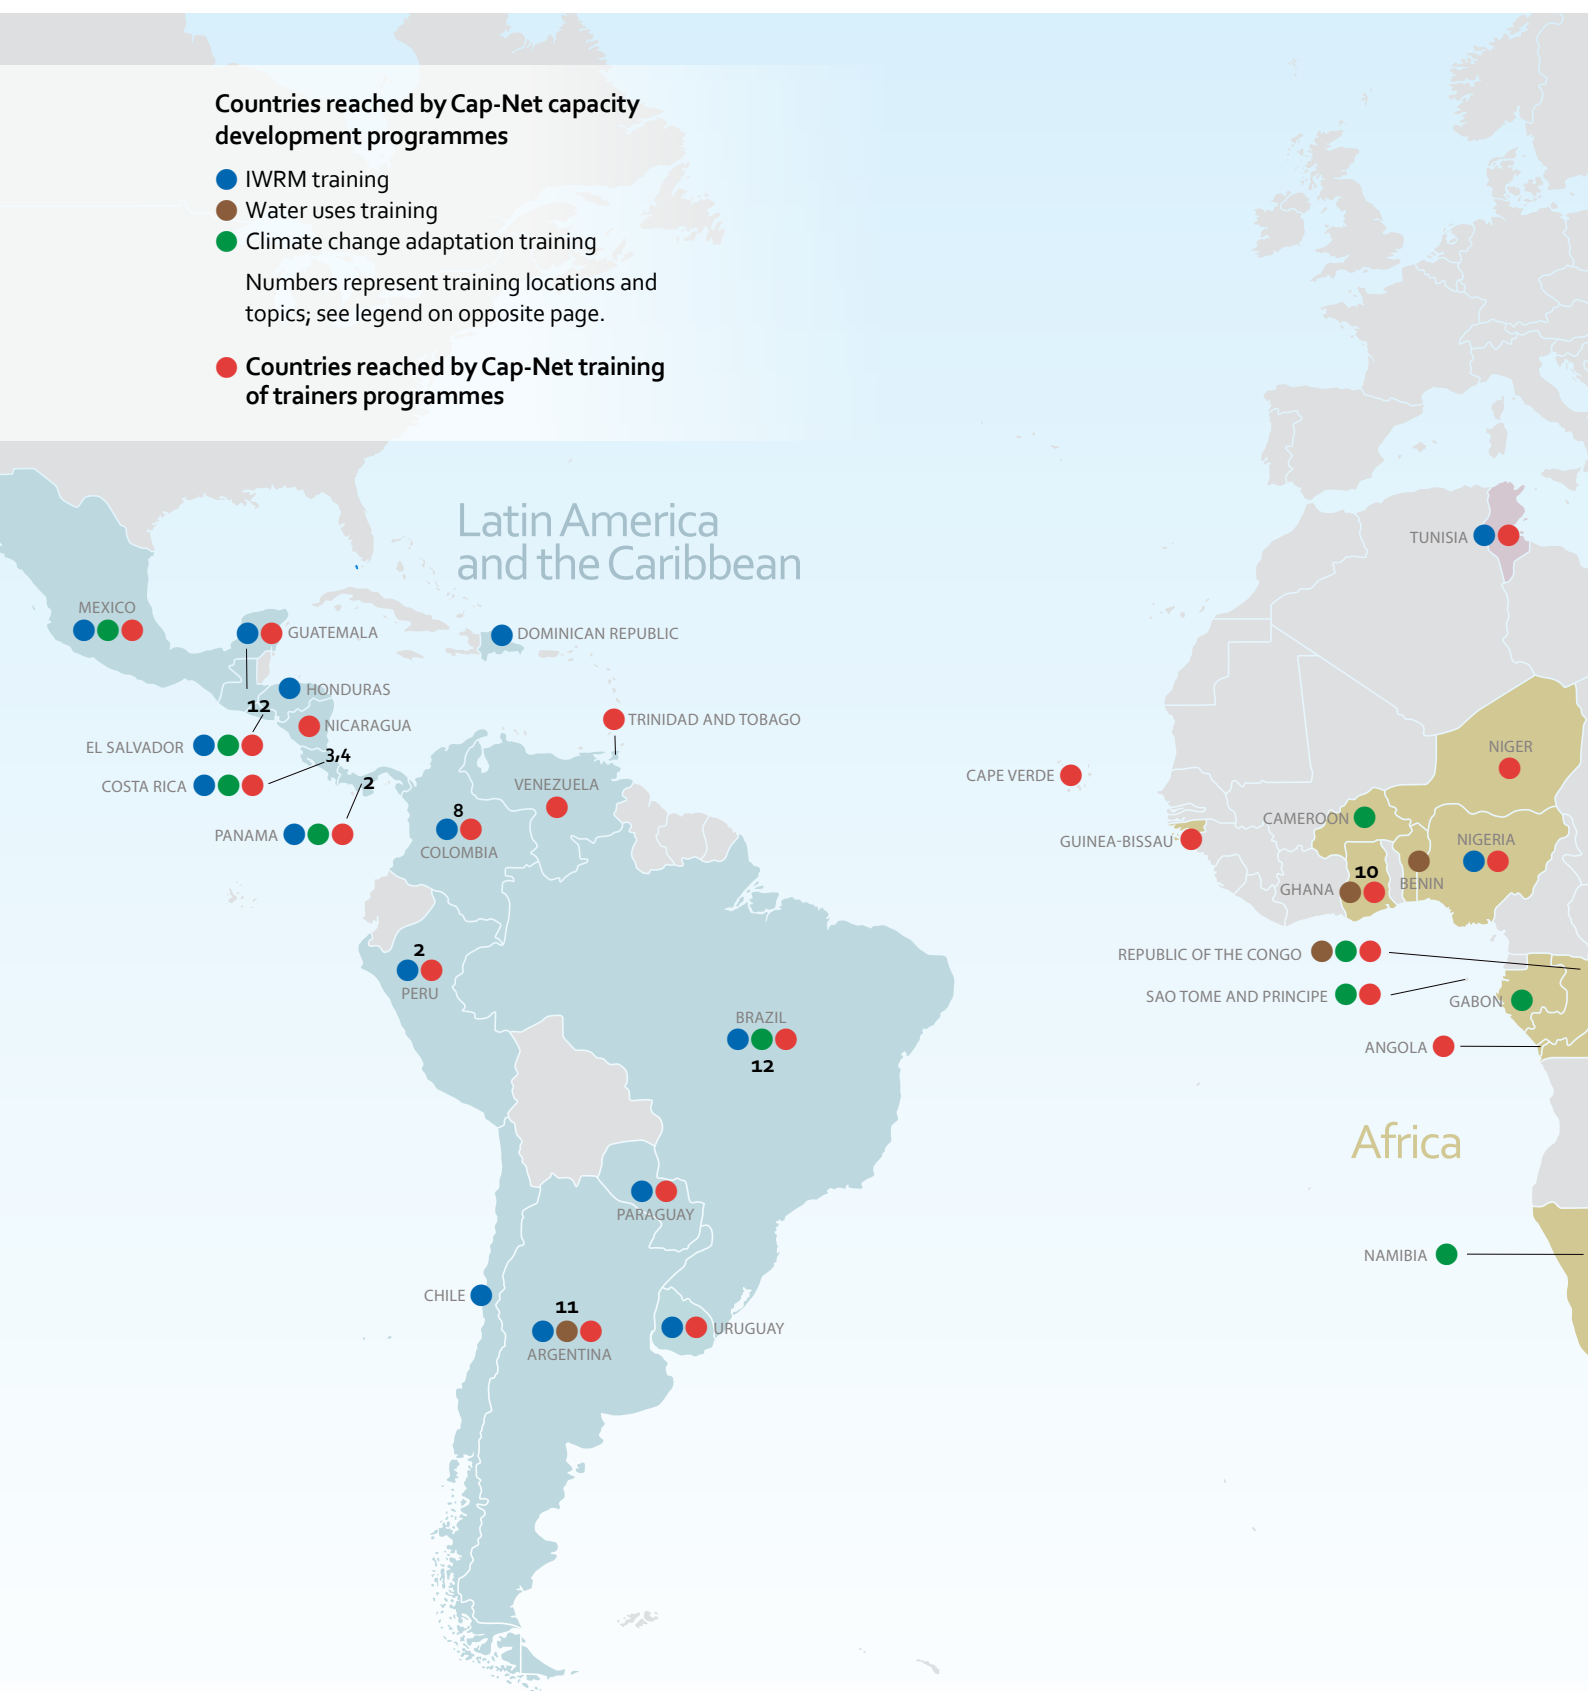 Countries reached by Cap-Net capacity
development programmes
IWRM training
Water uses training
Climate change adaptation training
Numbers represent training locations and
topics; see legend on opposite page.
Countries reached by Cap-Net training
of trainers programmes
Latin America
and the Caribbean
MEXICO
GUATEMALA
DOMINICAN REPUBLIC
HONDURAS
12
NICARAGUA
EL SALVADOR
3,4
COSTA RICA
2
PANAMA
TRINIDAD AND TOBAGO
VENEZUELA
8
COLOMBIA
2
PERU
BRAZIL
12
PARAGUAY
CHILE
11
ARGENTINA
URUGUAY
TUNISIA
NIGER
CAPE VERDE
CAMEROON
GUINEA-BISSAU
NIGERIA
10
GHANA
BENIN
REPUBLIC OF THE CONGO
SAO TOME AND PRINCIPE
GABON
ANGOLA
Africa
NAMIBIA